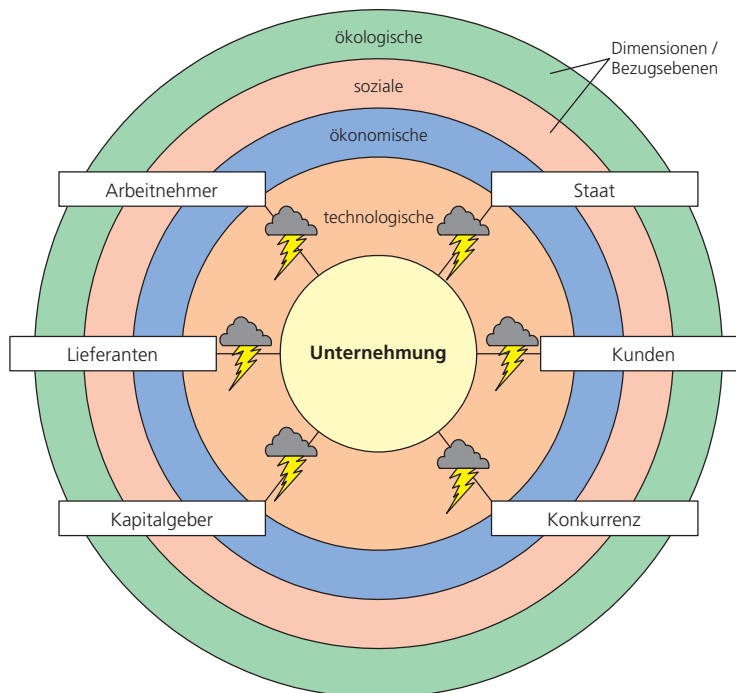 ökologische
Dimensionen /
Bezugsebenen
soziale
ökonomische
Arbeitnehmer
Staat
technologische
Lieferanten
Unternehmung
Kunden
Kapitalgeber
Konkurrenz